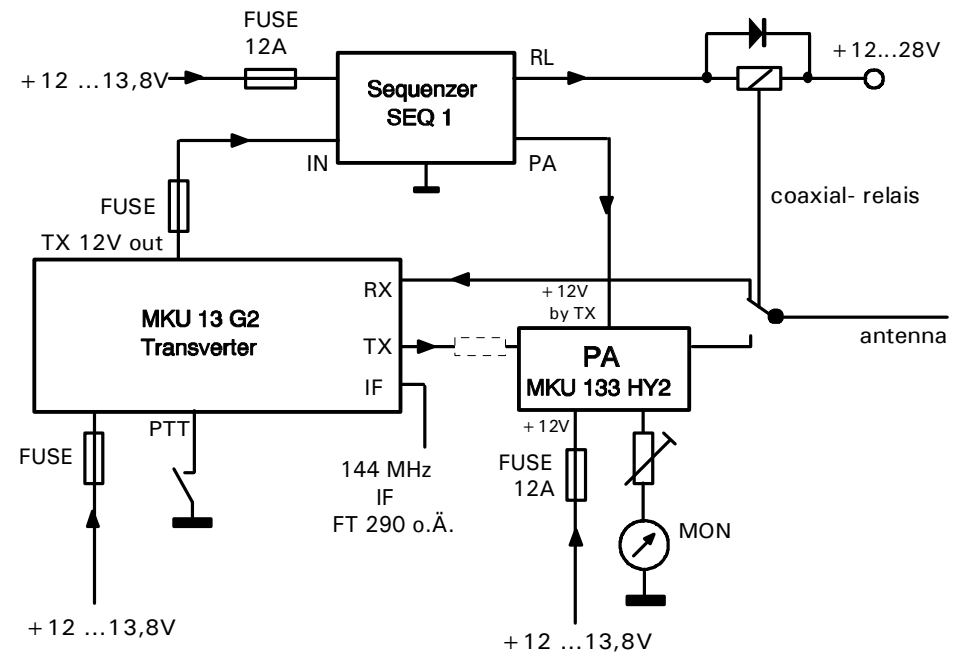 FUSE
12A
+12 ...13,8V
Sequenzer
SEQ 1
RL
+12...28V
IN
PA
FUSE
TX 12V out
coaxial- relais
MKU 13 G2
Transverter
RX
TX
IF
+12V
by TX
PA
MKU 133 HY2
antenna
FUSE
PTT
144 MHz
IF
FT 290 o.Ä.
+12V
FUSE
12A
MON
+12 ...13,8V
+12 ...13,8V